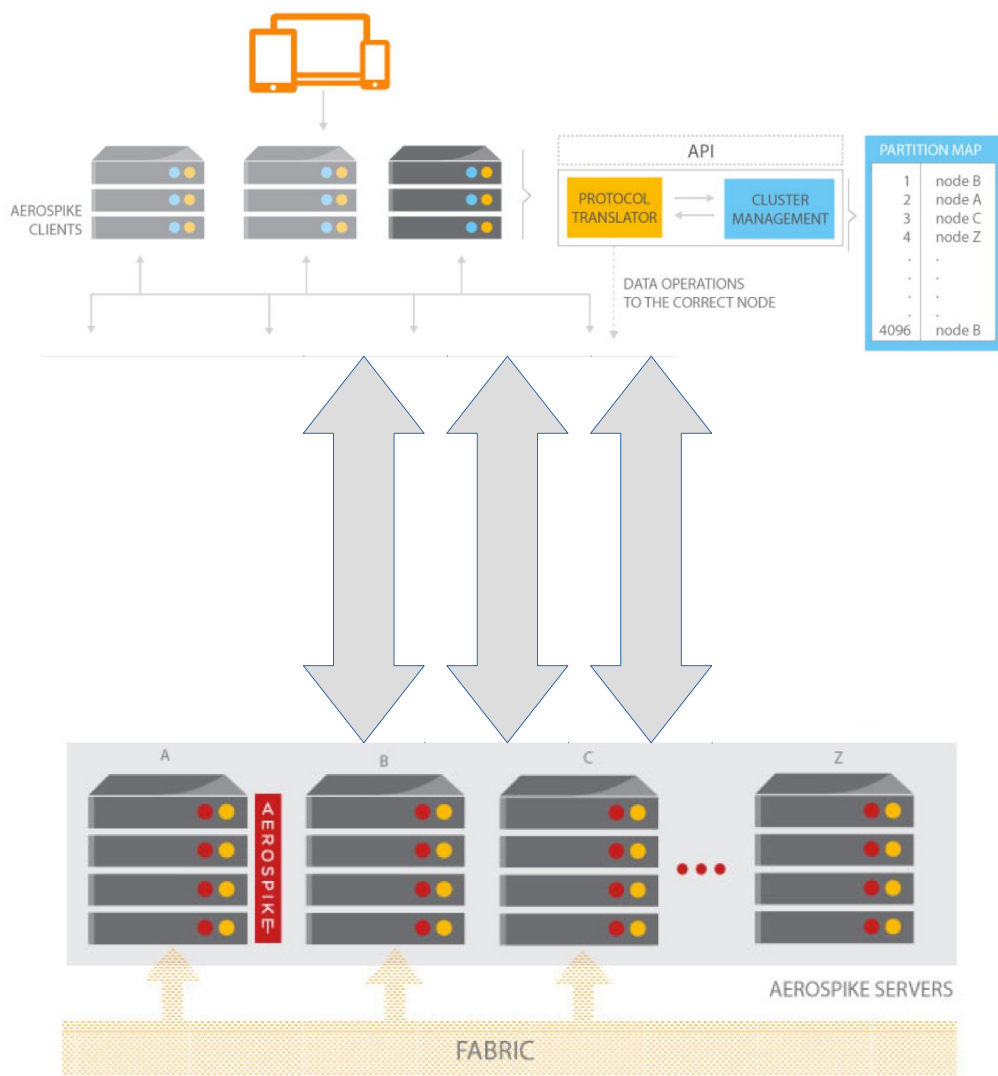 API
PARTITION MAP
1 node B
2 node A
3 node C
4 node Z
. .
. .
. .
. .
4096 node B
PROTOCOL
TRANSLATOR
CLUSTER
MANAGEMENT
AEROSPIKE
CLIENTS
DATA OPERATIONS
TO THE CORRECT NODE
A
B
C
Z
AEROSPIKE
AEROSPIKE SERVERS
FABRIC